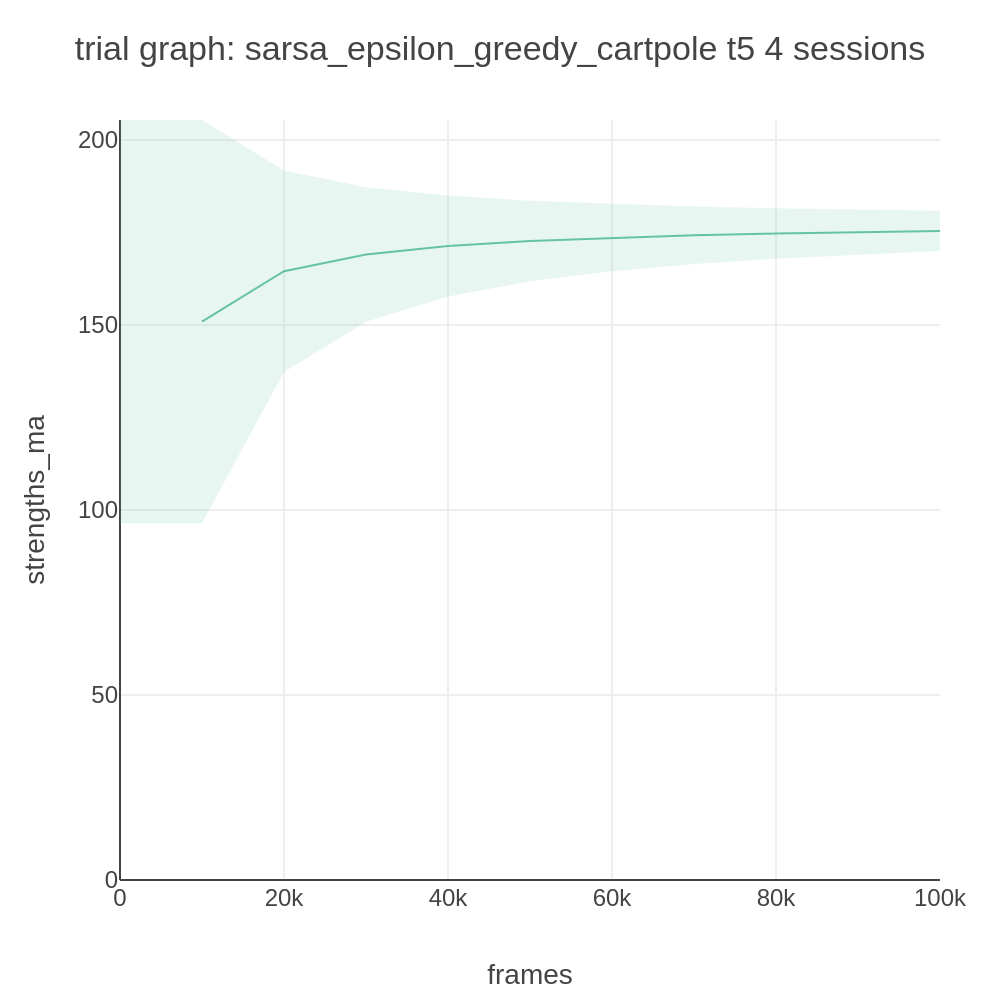 trial graph: sarsa_epsilon_greedy_cartpole t5 4 sessions
200
150
100
50
0
strengths_ma
0 20k 40k 60k 80k 100k
frames